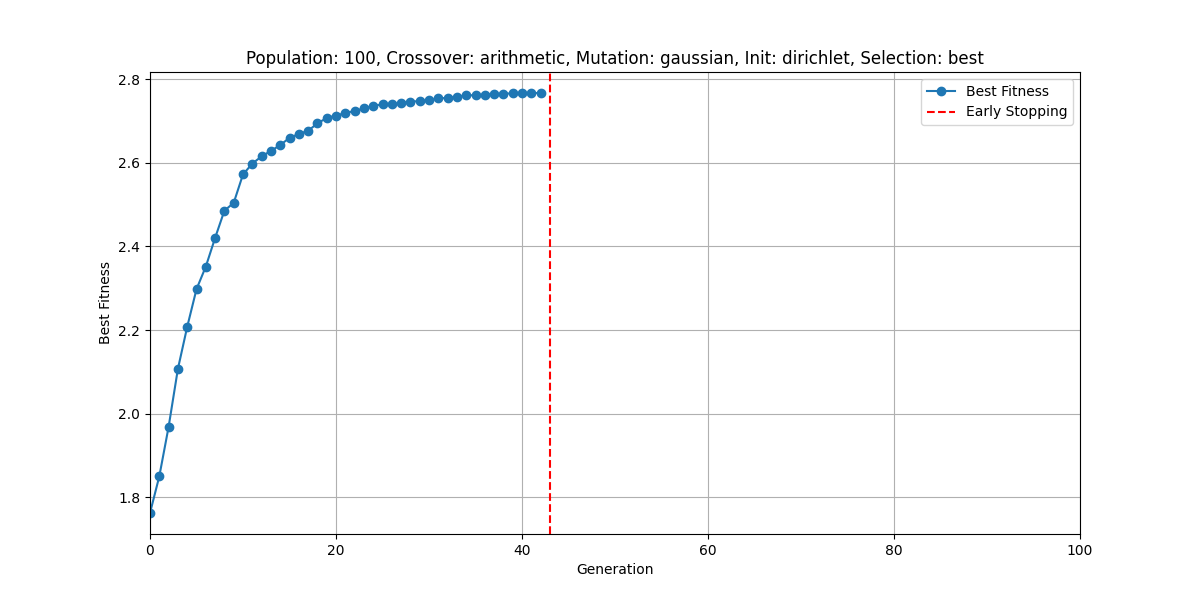 Population: 100, Crossover: arithmetic, Mutation: gaussian, Init: dirichlet, Selection: best
2.8
2.6
2.4
2.2
2.0
1.8
Best Fitness
Best Fitness
Early Stopping
0
20
40
60
80
100
Generation